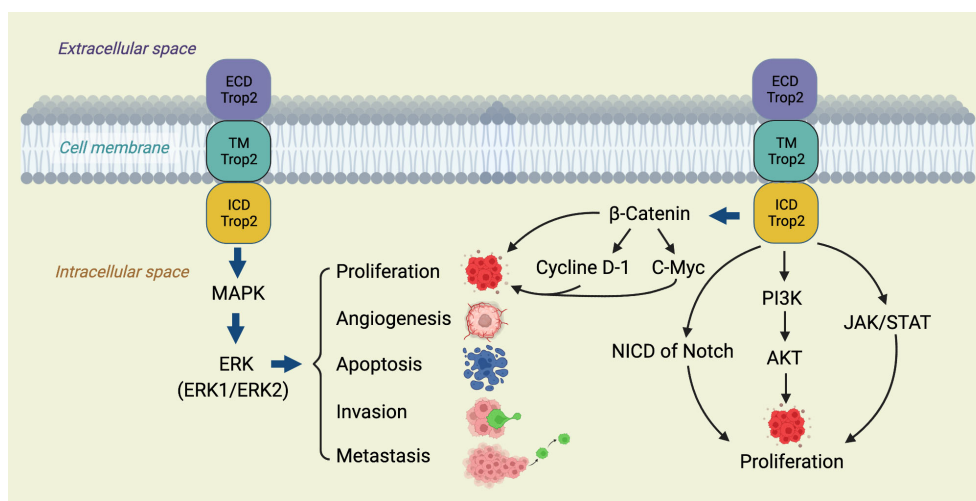 Extracellular space
ECD
Trop2
ECD
Trop2
Cell membrane
TM
Trop2
TM
Trop2
ICD
Trop2
ICD
Trop2
Intracellular space
MAPK
ERK
(ERK1/ERK2)
Proliferation
Angiogenesis
Apoptosis
Invasion
Metastasis
β-Catenin
Cycline D-1
C-Myc
NICD of Notch
PI3K
AKT
JAK/STAT
Proliferation